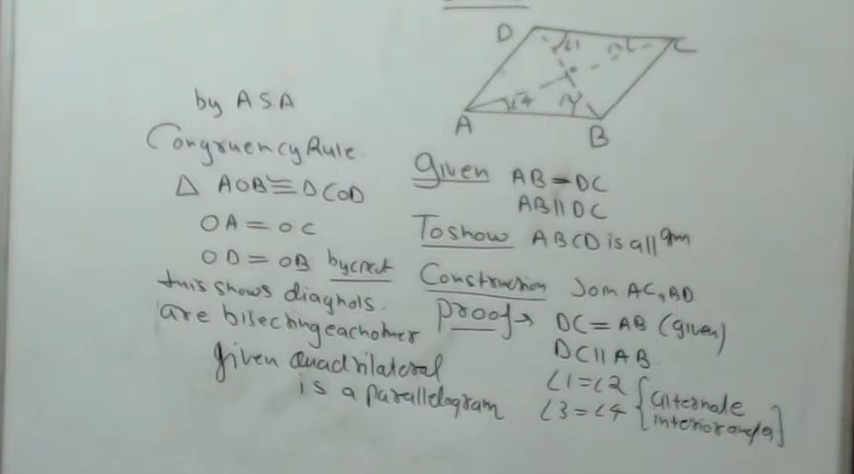 D C
A B
Given AB = DC
AB || DC
To show ABCD is a ||gm
Construction Join AC, BD
Proof → DC = AB (given)
DC || AB
∠1 = ∠2
∠3 = ∠4 { alternate interior angles }
by ASA
Congruency Rule.
Δ AOB ≅ Δ COD
OA = OC
OD = OB by cpct
this shows diagnols.
are bisecting eachother
given quadrilateral
is a parallelogram